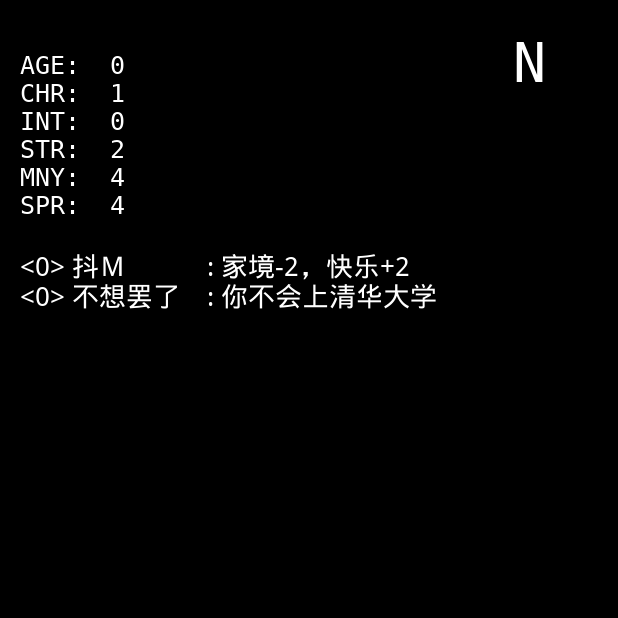 N
AGE: 0
CHR: 1
INT: 0
STR: 2
MNY: 4
SPR: 4
<0> 抖M : 家境-2，快乐+2
<0> 不想罢了 : 你不会上清华大学